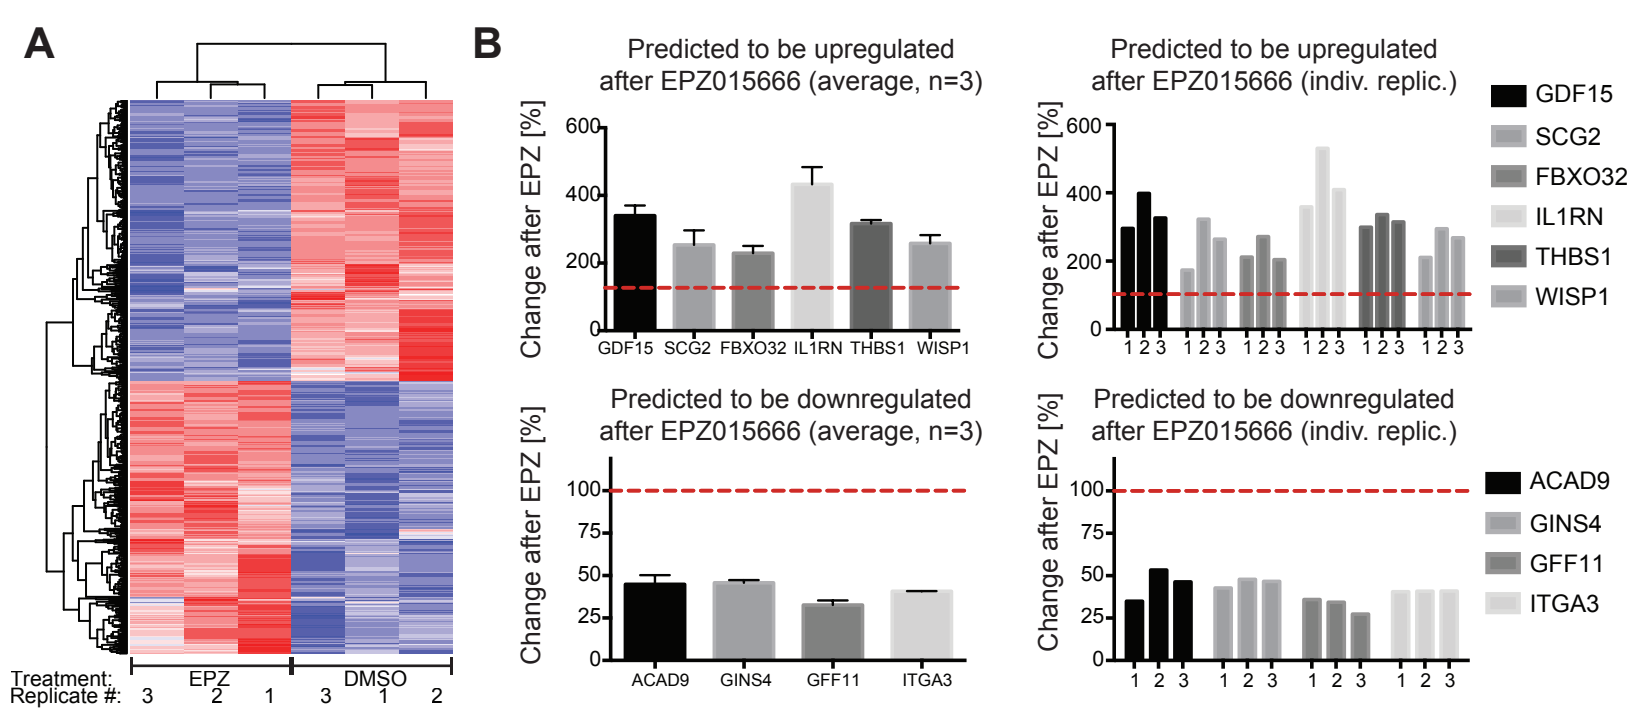 A
Treatment:
EPZ
DMSO
Replicate #:
3
2
1
3
1
2
B
Predicted to be upregulated
after EPZ015666 (average, n=3)
Change after EPZ [%]
600
400
200
0
GDF15
SCG2
FBXO32
IL1RN
THBS1
WISP1
Predicted to be upregulated
after EPZ015666 (indiv. replic.)
Change after EPZ [%]
600
400
200
0
1 2 3
1 2 3
1 2 3
1 2 3
1 2 3
1 2 3
GDF15
SCG2
FBXO32
IL1RN
THBS1
WISP1
Predicted to be downregulated
after EPZ015666 (average, n=3)
Change after EPZ [%]
100
75
50
25
0
ACAD9
GINS4
GFF11
ITGA3
Predicted to be downregulated
after EPZ015666 (indiv. replic.)
Change after EPZ [%]
100
75
50
25
0
1 2 3
1 2 3
1 2 3
1 2 3
ACAD9
GINS4
GFF11
ITGA3